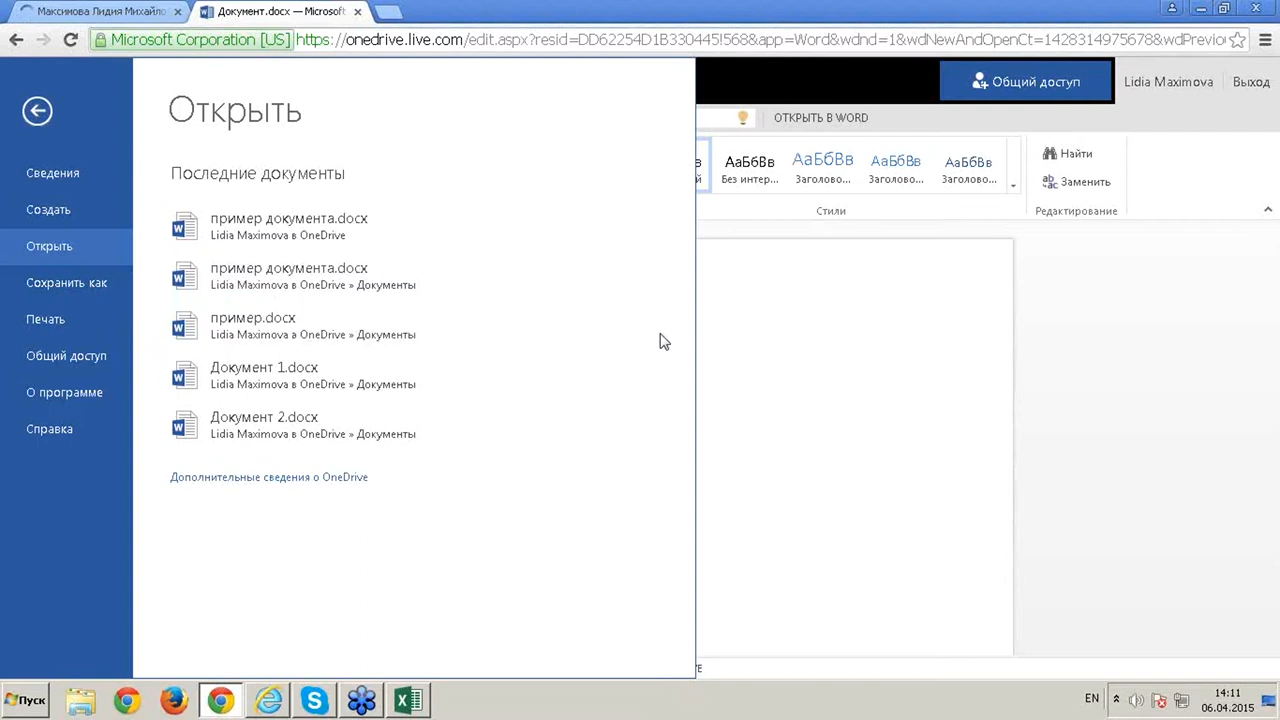 Максимова Лидия Михайло
Документ.docx — Microsoft
Microsoft Corporation [US]
https://onedrive.live.com/edit.aspx?resid=DD62254D1B330445!568&app=Word&wdnd=1&wdNewAndOpenCt=1428314975678&wdPreviou
Общий доступ
Lidia Maximova
Выход
ОТКРЫТЬ В WORD
Открыть
Последние документы
Сведения
Создать
Открыть
Сохранить как
Печать
Общий доступ
О программе
Справка
пример документа.docx
Lidia Maximova в OneDrive
пример документа.docx
Lidia Maximova в OneDrive » Документы
пример.docx
Lidia Maximova в OneDrive » Документы
Документ 1.docx
Lidia Maximova в OneDrive » Документы
Документ 2.docx
Lidia Maximova в OneDrive » Документы
Дополнительные сведения о OneDrive
АаБбВв АаБбВв АаБбВв АаБбВв
Без интер... Заголово... Заголово... Заголово...
Стили
Найти
Заменить
Редактирование
Пуск
EN
14:11
06.04.2015